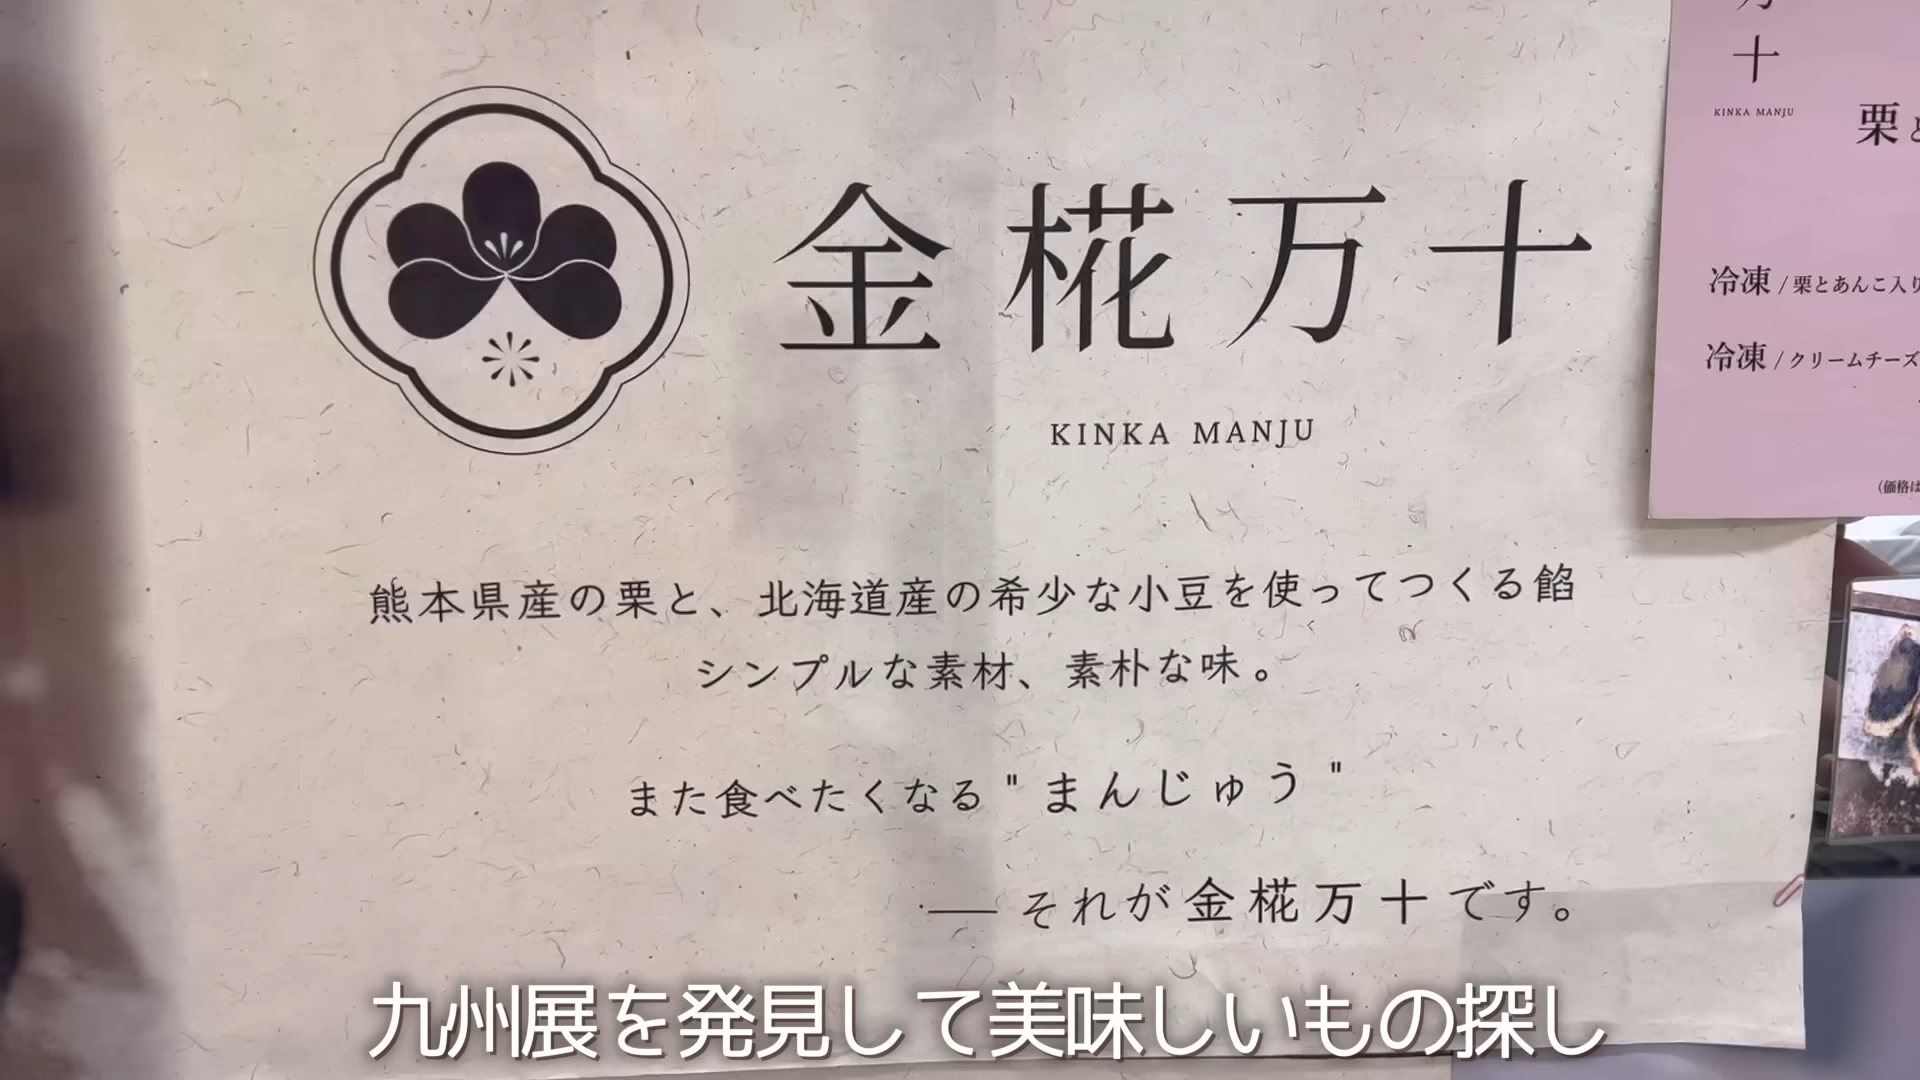 金椛万十
KINKA MANJU
熊本県産の栗と、北海道産の希少な小豆を使ってつくる餡
シンプルな素材、素朴な味。
また食べたくなる"まんじゅう"
── それが金椛万十です。
十
KINKA MANJU
栗と
冷凍 / 栗とあんこ入り
冷凍 / クリームチーズ
（価格は
九州展を発見して美味しいもの探し